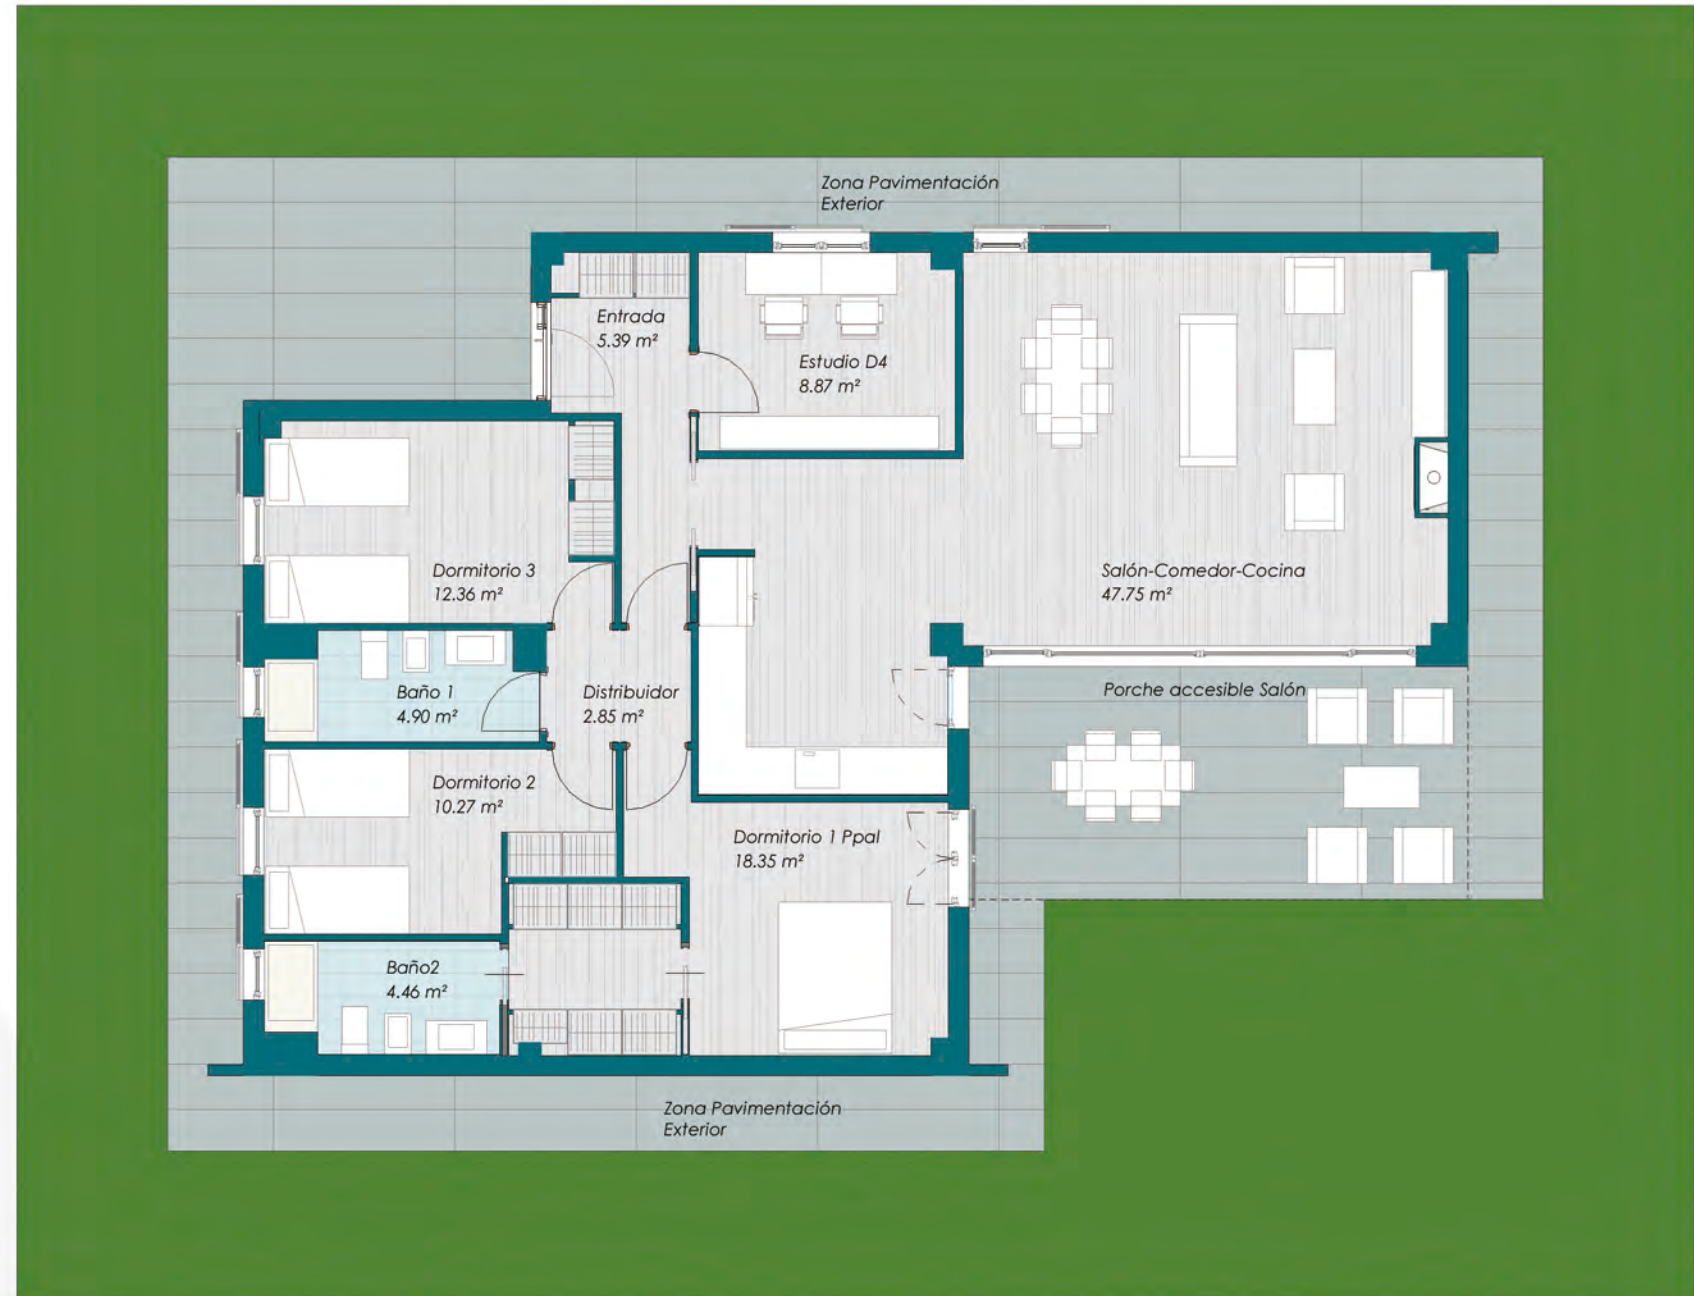 Zona Pavimentación
Exterior
Entrada
5.39 m²
Estudio D4
8.87 m²
Dormitorio 3
12.36 m²
Salón-Comedor-Cocina
47.75 m²
Baño 1
4.90 m²
Distribuidor
2.85 m²
Porche accesible Salón
Dormitorio 2
10.27 m²
Dormitorio 1 Ppal
18.35 m²
Baño2
4.46 m²
Zona Pavimentación
Exterior